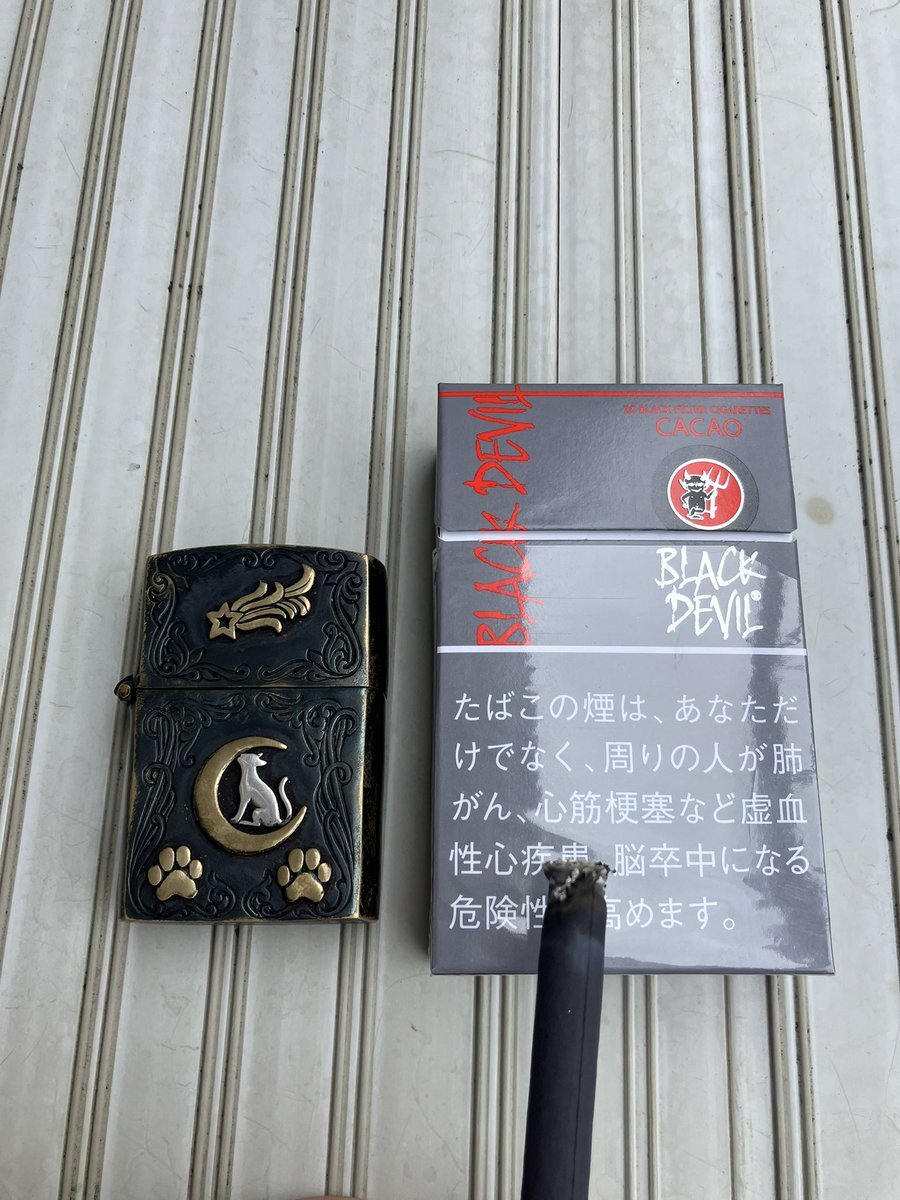 20 BLACK FILTER CIGARETTES
CACAO
BLACK DEVIL
BLACK
DEVIL®
たばこの煙は、あなただ
けでなく、周りの人が肺
がん、心筋梗塞など虚血
性心疾患、脳卒中になる
危険性 高めます。